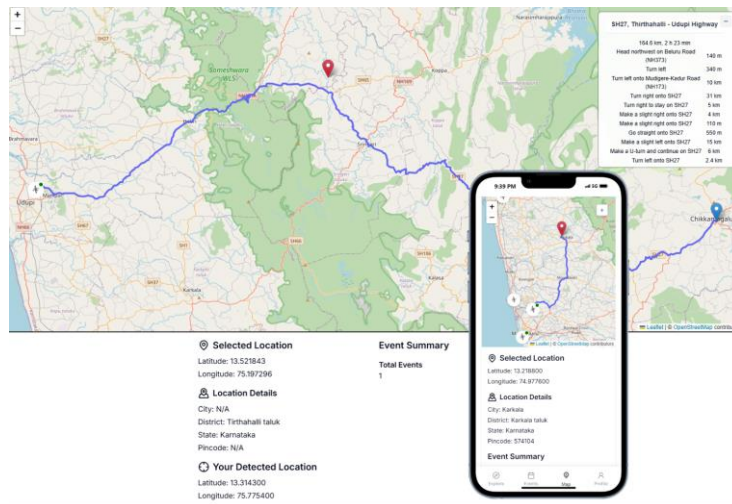 +
−
SH27, Thirthahalli - Udupi Highway
164.6 km, 2 h 23 min
Head northwest on Beluru Road (NH373) 140 m
Turn left 340 m
Turn left onto Mudigere-Kadur Road (NH173) 10 km
Turn right onto SH27 31 km
Turn right to stay on SH27 5 km
Make a slight right onto SH27 4 km
Make a slight right onto SH27 110 m
Go straight onto SH27 550 m
Make a slight left onto SH27 15 km
Make a U-turn and continue on SH27 6 km
Turn left onto SH27 2.4 km
Someshwara
WLS
Udupi
Karkala
Leaflet | © OpenStreetMap
Selected Location
Latitude: 13.521843
Longitude: 75.197296
Location Details
City: N/A
District: Tirthahalli taluk
State: Karnataka
Pincode: N/A
Your Detected Location
Latitude: 13.314300
Longitude: 75.775400
Event Summary
Total Events
1
9:39 PM
+
−
Leaflet | © OpenStreetMap contributors
Selected Location
Latitude: 13.218800
Longitude: 74.977600
Location Details
City: Karkala
District: Karkala taluk
State: Karnataka
Pincode: 574104
Event Summary
Explore
Events
Map
Profile